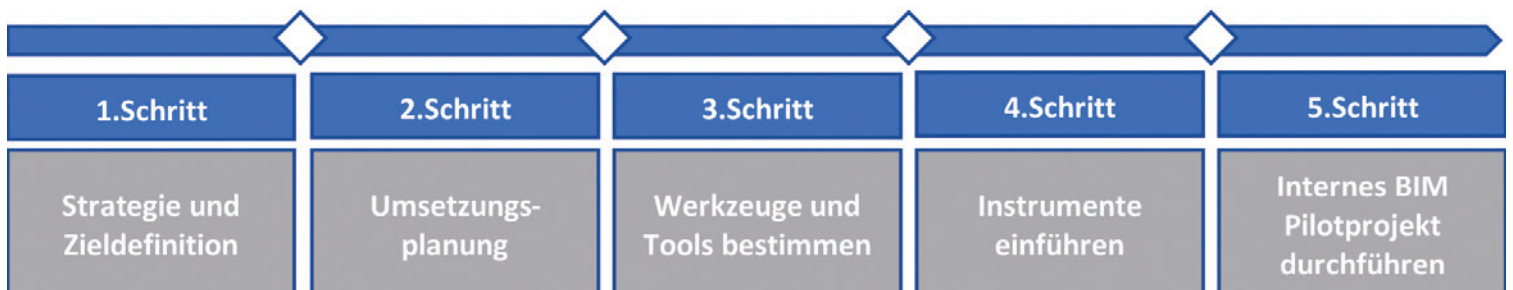 1.Schritt
2.Schritt
3.Schritt
4.Schritt
5.Schritt
Strategie und
Zieldefinition
Umsetzungs-
planung
Werkzeuge und
Tools bestimmen
Instrumente
einführen
Internes BIM
Pilotprojekt
durchführen